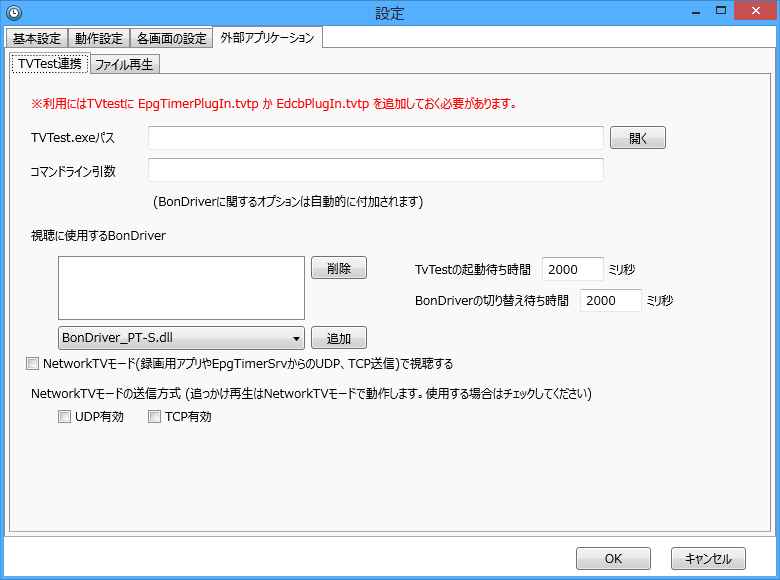 設定
基本設定 動作設定 各画面の設定 外部アプリケーション
TVTest連携 ファイル再生
※利用にはTVtestに EpgTimerPlugIn.tvtp か EdcbPlugIn.tvtp を追加しておく必要があります。
TVTest.exeパス 開く
コマンドライン引数
(BonDriverに関するオプションは自動的に付加されます)
視聴に使用するBonDriver
削除 TvTestの起動待ち時間 2000 ミリ秒
BonDriverの切り替え待ち時間 2000 ミリ秒
BonDriver_PT-S.dll 追加
NetworkTVモード(録画用アプリやEpgTimerSrvからのUDP、TCP送信)で視聴する
NetworkTVモードの送信方式 (追っかけ再生はNetworkTVモードで動作します。使用する場合はチェックしてください)
UDP有効 TCP有効
OK キャンセル